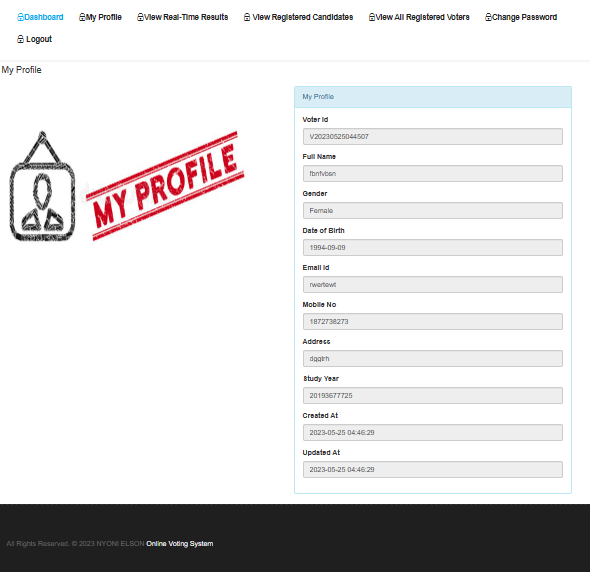 Dashboard My Profile View Real-Time Results View Registered Candidates View All Registered Voters Change Password
Logout
My Profile
MY PROFILE
My Profile
Voter Id
V20230525044507
Full Name
fbnfvbsn
Gender
Female
Date of Birth
1994-09-09
Email Id
rwertewt
Mobile No
1872738273
Address
dggtrh
Study Year
20193677725
Created At
2023-05-25 04:46:29
Updated At
2023-05-25 04:46:29
All Rights Reserved. © 2023 NYONI ELSON Online Voting System